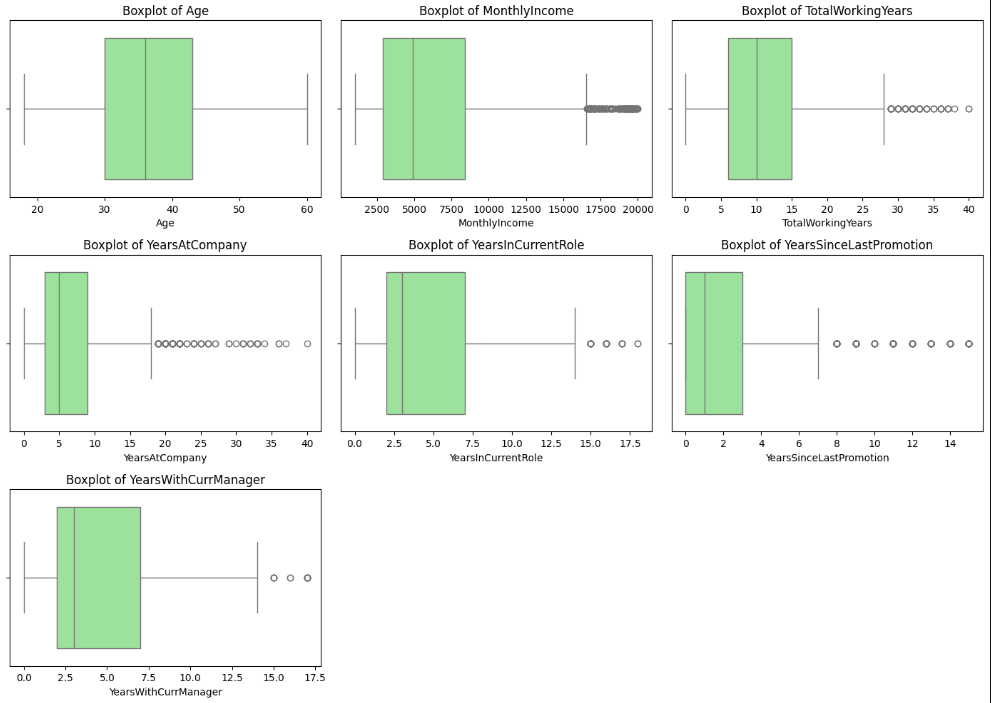 Boxplot of Age
20 30 40 50 60
Age
Boxplot of MonthlyIncome
2500 5000 7500 10000 12500 15000 17500 20000
MonthlyIncome
Boxplot of TotalWorkingYears
0 5 10 15 20 25 30 35 40
TotalWorkingYears
Boxplot of YearsAtCompany
0 5 10 15 20 25 30 35 40
YearsAtCompany
Boxplot of YearsInCurrentRole
0.0 2.5 5.0 7.5 10.0 12.5 15.0 17.5
YearsInCurrentRole
Boxplot of YearsSinceLastPromotion
0 2 4 6 8 10 12 14
YearsSinceLastPromotion
Boxplot of YearsWithCurrManager
0.0 2.5 5.0 7.5 10.0 12.5 15.0 17.5
YearsWithCurrManager